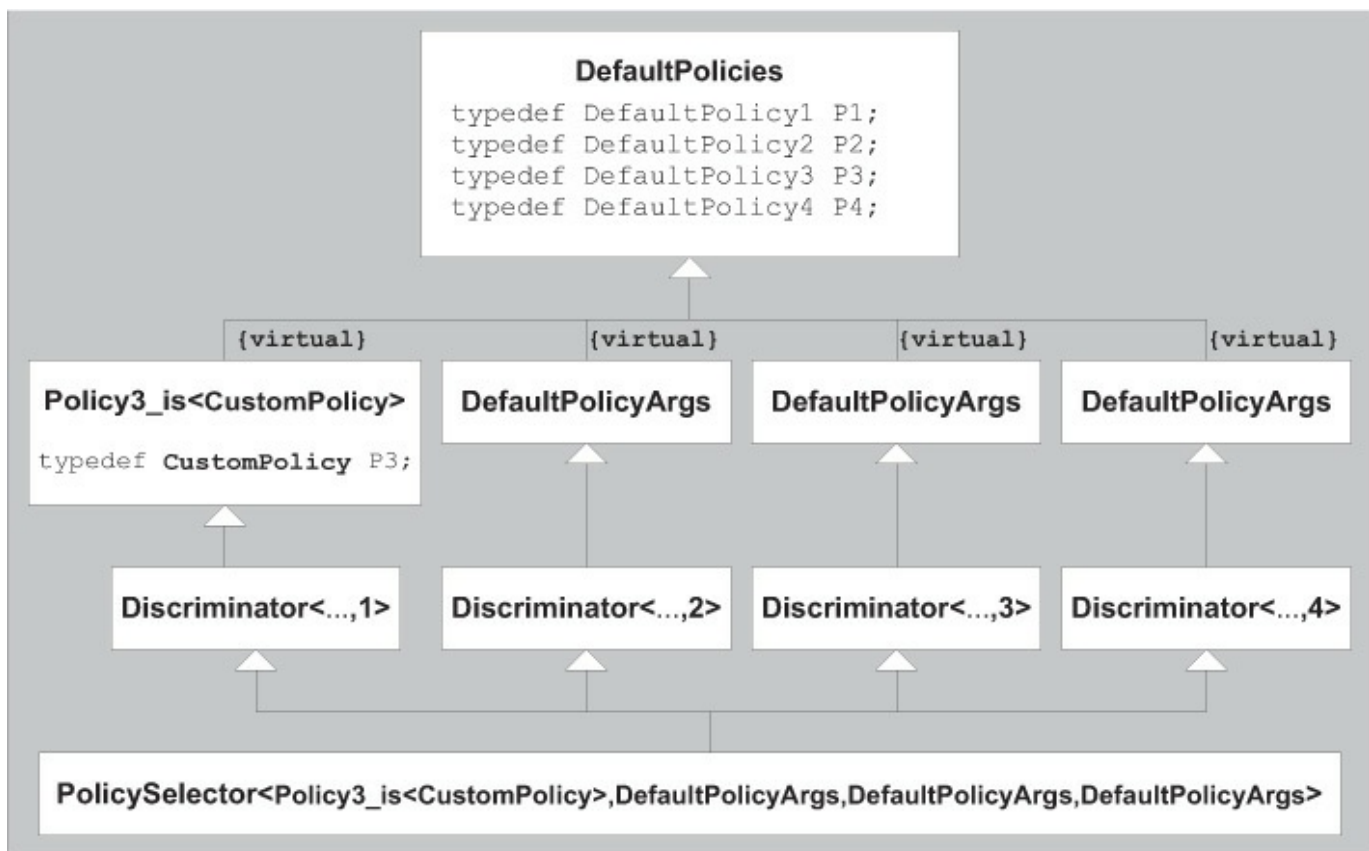 DefaultPolicies
typedef DefaultPolicy1 P1;
typedef DefaultPolicy2 P2;
typedef DefaultPolicy3 P3;
typedef DefaultPolicy4 P4;
{virtual} {virtual} {virtual} {virtual}
Policy3_is<CustomPolicy> DefaultPolicyArgs DefaultPolicyArgs DefaultPolicyArgs
typedef CustomPolicy P3;
Discriminator<...,1> Discriminator<...,2> Discriminator<...,3> Discriminator<...,4>
PolicySelector<Policy3_is<CustomPolicy>,DefaultPolicyArgs,DefaultPolicyArgs,DefaultPolicyArgs>